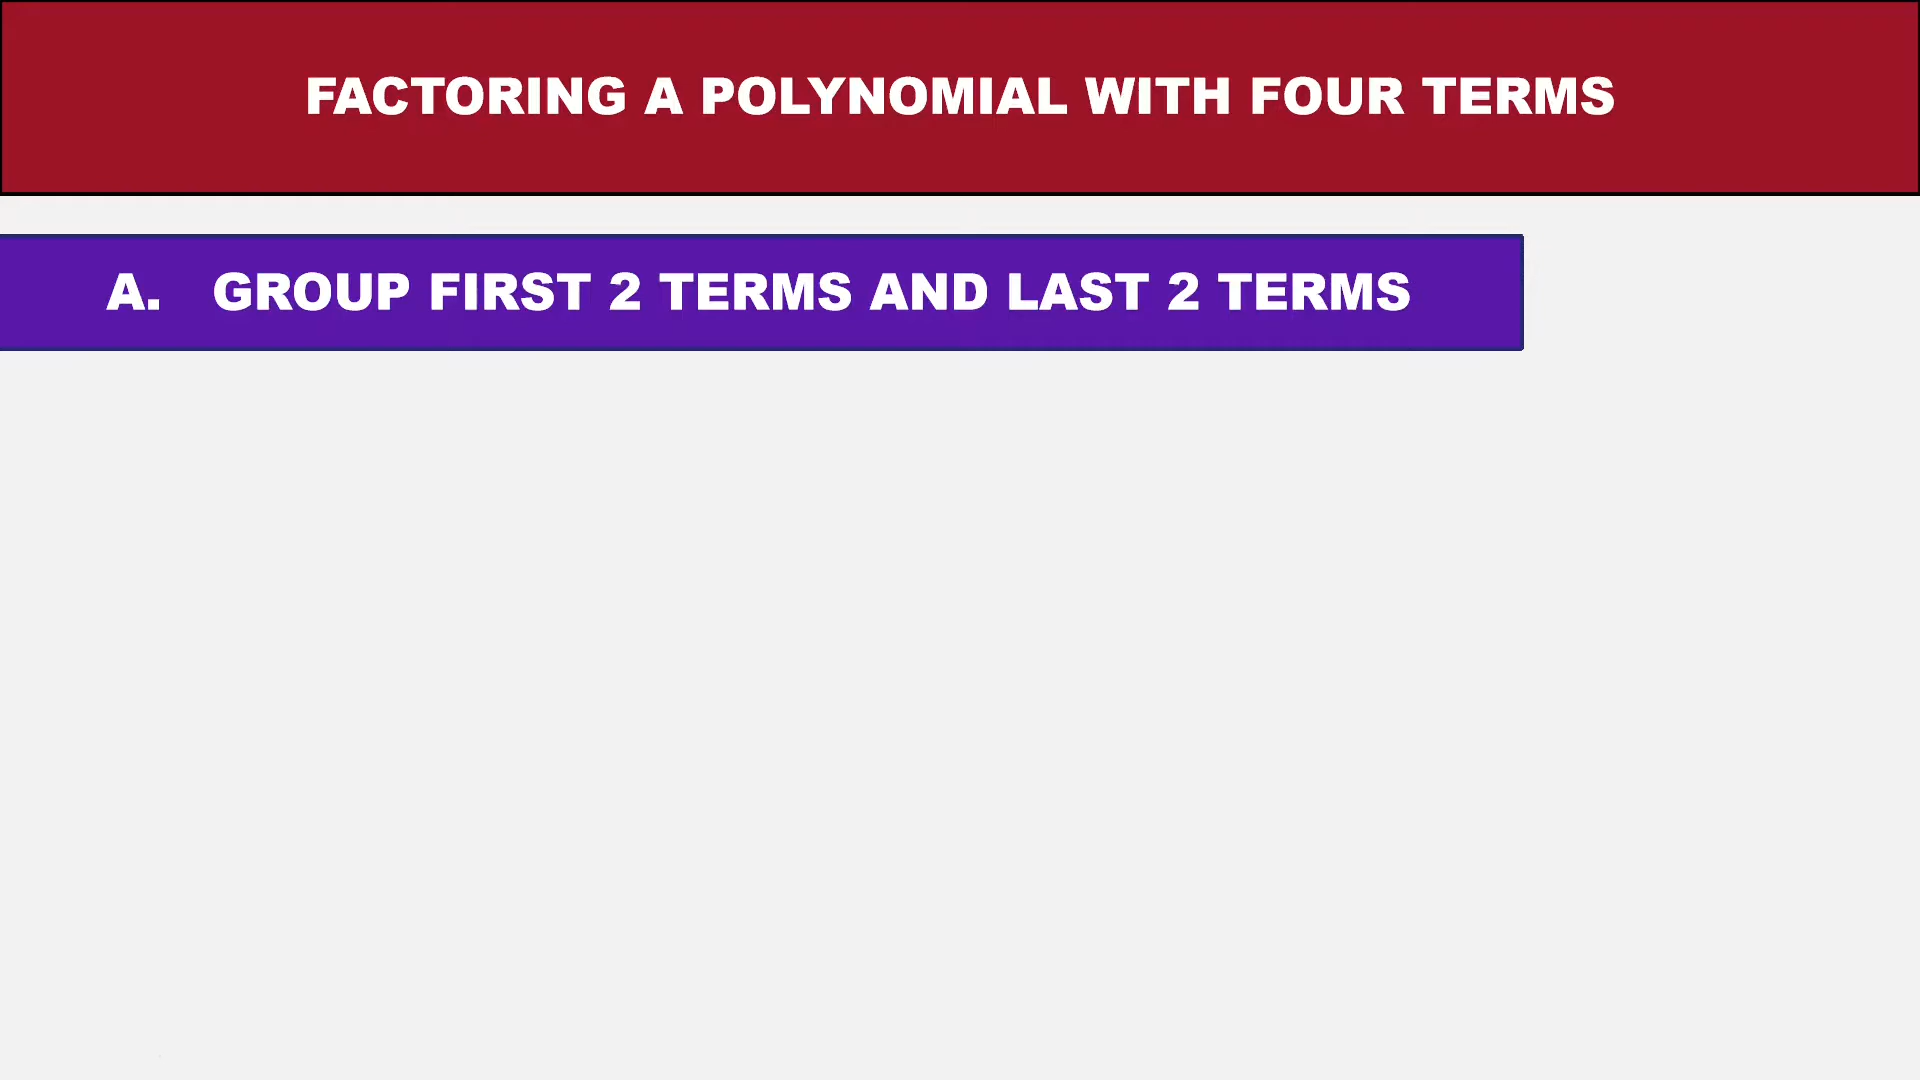 FACTORING A POLYNOMIAL WITH FOUR TERMS
A. GROUP FIRST 2 TERMS AND LAST 2 TERMS